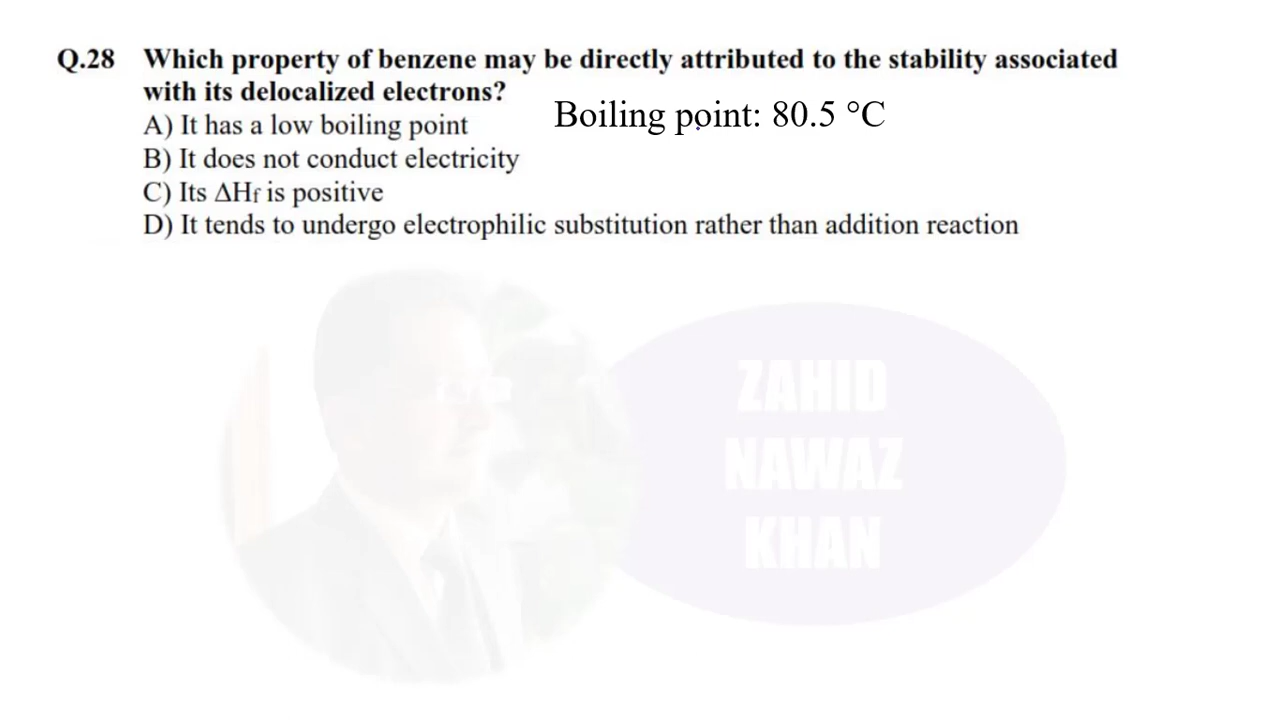 Q.28 Which property of benzene may be directly attributed to the stability associated
with its delocalized electrons?
Boiling point: 80.5 °C
A) It has a low boiling point
B) It does not conduct electricity
C) Its ΔHf is positive
D) It tends to undergo electrophilic substitution rather than addition reaction
ZAHID
NAWAZ
KHAN